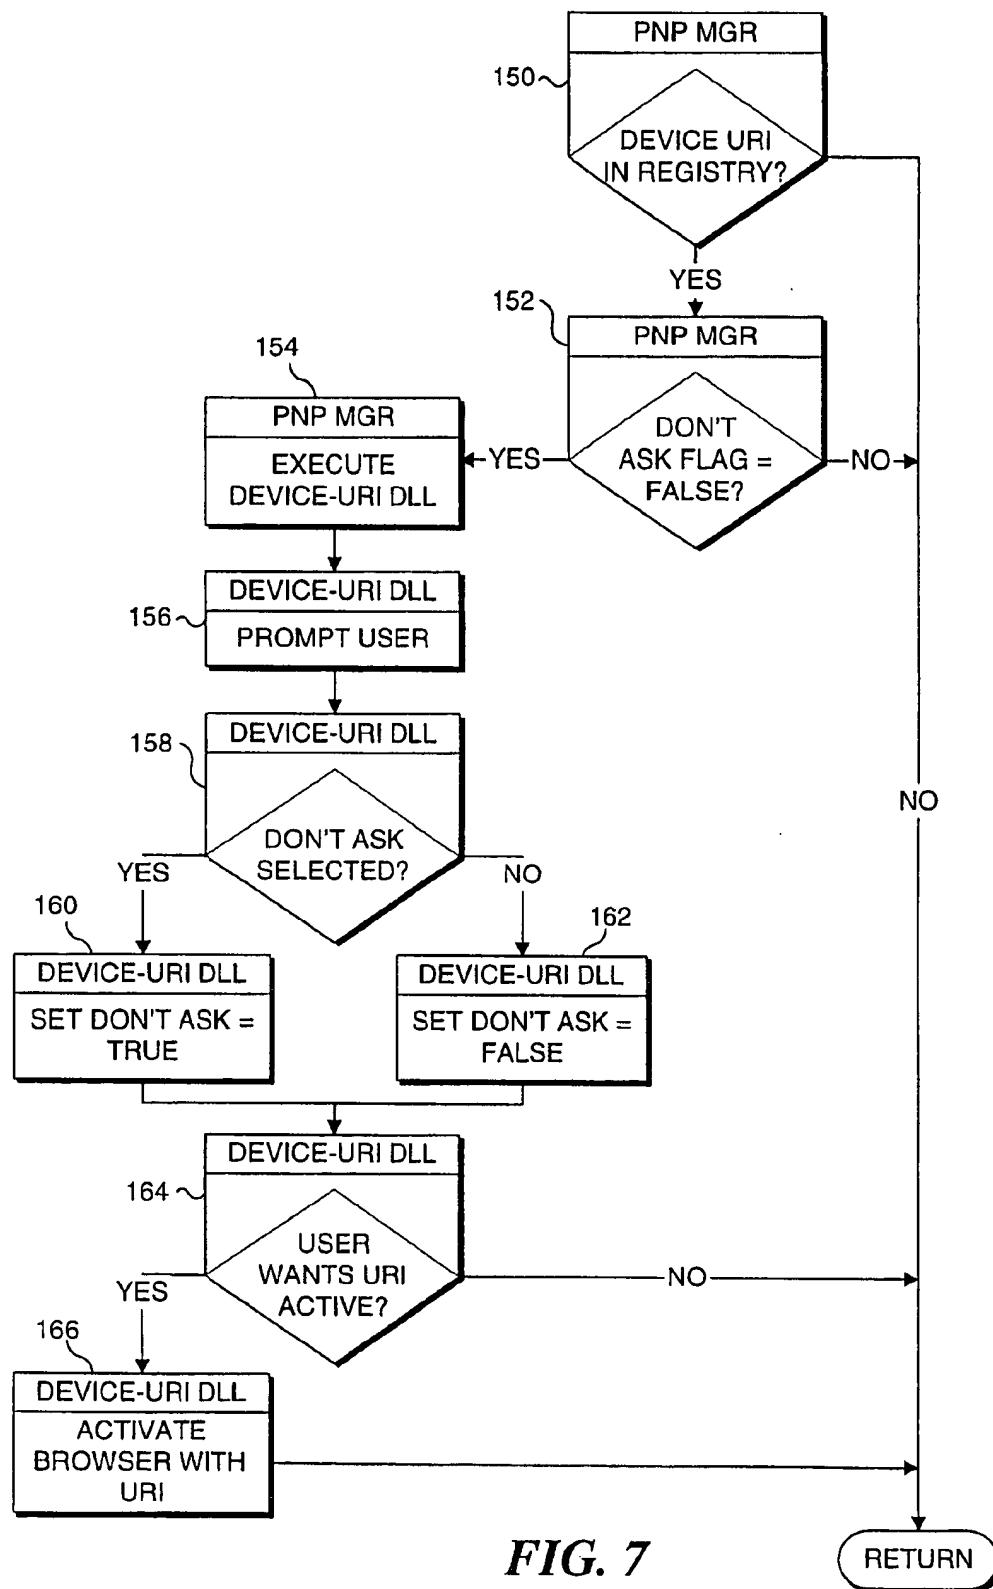 PNP MGR
150
DEVICE URI
IN REGISTRY?
YES
152
PNP MGR
DON'T
ASK FLAG =
FALSE?
YES
NO
154
PNP MGR
EXECUTE
DEVICE-URI DLL
DEVICE-URI DLL
156
PROMPT USER
DEVICE-URI DLL
158
DON'T ASK
SELECTED?
YES
NO
NO
160
DEVICE-URI DLL
SET DON'T ASK =
TRUE
162
DEVICE-URI DLL
SET DON'T ASK =
FALSE
DEVICE-URI DLL
164
USER
WANTS URI
ACTIVE?
YES
NO
166
DEVICE-URI DLL
ACTIVATE
BROWSER WITH
URI
FIG. 7
RETURN